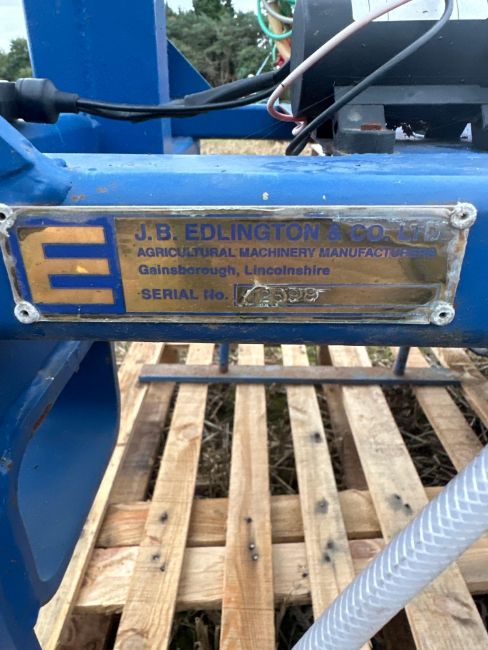 E
J.B. EDLINGTON & CO. LTD
AGRICULTURAL MACHINERY MANUFACTURERS
Gainsborough, Lincolnshire
SERIAL No.